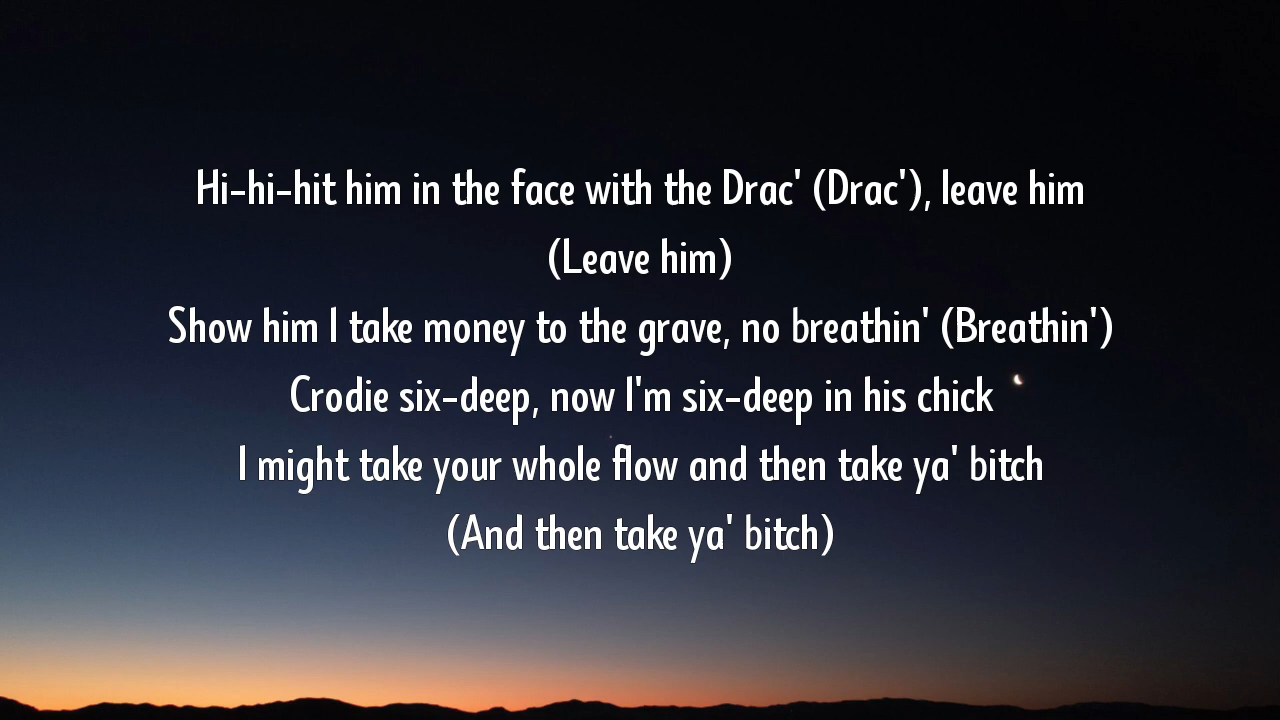 Hi-hi-hit him in the face with the Drac' (Drac'), leave him
(Leave him)
Show him I take money to the grave, no breathin' (Breathin')
Crodie six-deep, now I'm six-deep in his chick
I might take your whole flow and then take ya' bitch
(And then take ya' bitch)